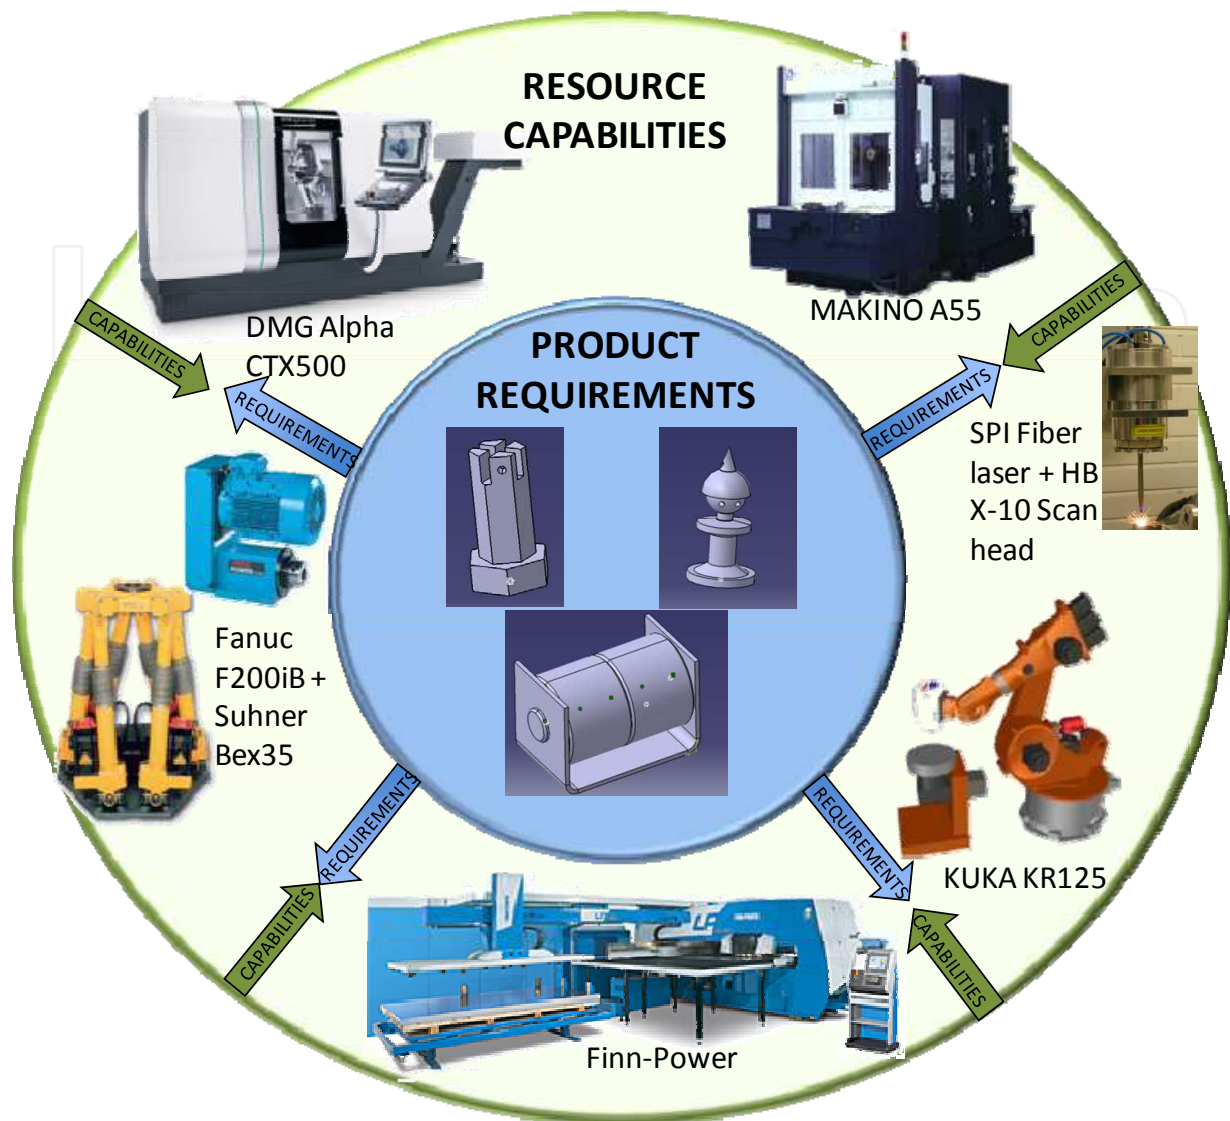 RESOURCE
CAPABILITIES
MAKINO A55
DMG Alpha
CTX500
CAPABILITIES
REQUIREMENTS
PRODUCT
REQUIREMENTS
CAPABILITIES
REQUIREMENTS
SPI Fiber
laser + HB
X-10 Scan
head
Fanuc
F200iB +
Suhner
Bex35
REQUIREMENTS
CAPABILITIES
REQUIREMENTS
CAPABILITIES
KUKA KR125
Finn-Power